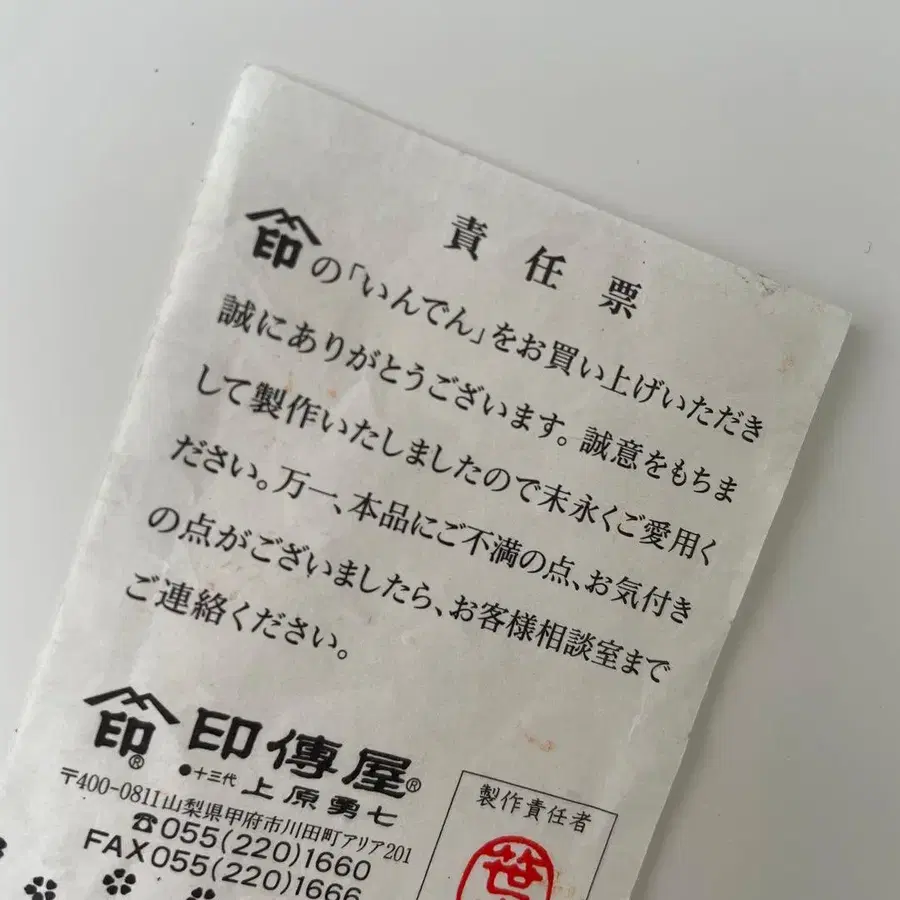 責任票
印の「いんでん」をお買い上げいただき
誠にありがとうございます。誠意をもちま
して製作いたしましたので末永くご愛用く
ださい。万一、本品にご不満の点、お気付き
の点がございましたら、お客様相談室まで
ご連絡ください。
印® 印傳屋®
●十三代 上原勇七
〒400-0811山梨県甲府市川田町アリア201
☎055(220)1660
FAX055(220)1666
製作責任者
笹